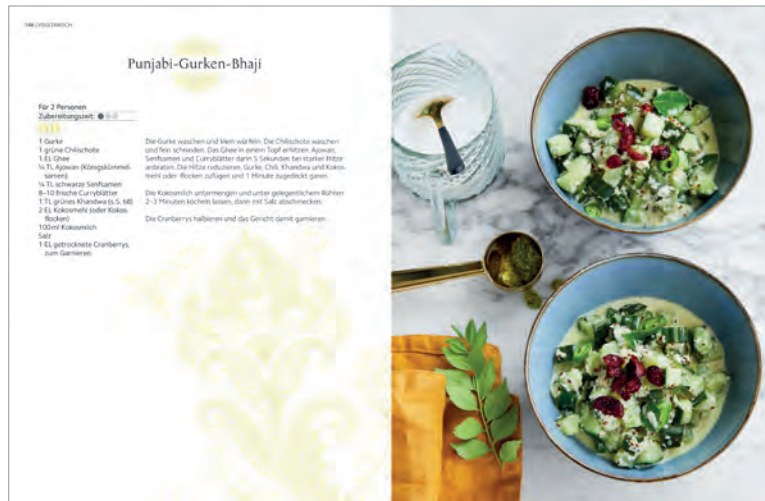 144 | VEGETARISCH
Punjabi-Gurken-Bhaji
Für 2 Personen
Zubereitungszeit:
1 Gurke
1 grüne Chilischote
1 EL Ghee
¼ TL Ajowan (Königskümmel-
samen)
¼ TL schwarze Senfsamen
8–10 frische Curryblätter
1 TL grünes Khandwa (s.S. 68)
2 EL Kokosmehl (oder Kokos-
flocken)
100 ml Kokosmilch
Salz
1 EL getrocknete Cranberrys,
zum Garnieren
Die Gurke waschen und klein würfeln. Die Chilischote waschen
und fein schneiden. Das Ghee in einem Topf erhitzen. Ajowan,
Senfsamen und Curryblätter darin 5 Sekunden bei starker Hitze
anbraten. Die Hitze reduzieren, Gurke, Chili, Khandwa und Kokos-
mehl oder -flocken zufügen und 1 Minute zugedeckt garen.
Die Kokosmilch untermengen und unter gelegentlichem Rühren
2–3 Minuten köcheln lassen, dann mit Salz abschmecken.
Die Cranberrys halbieren und das Gericht damit garnieren.